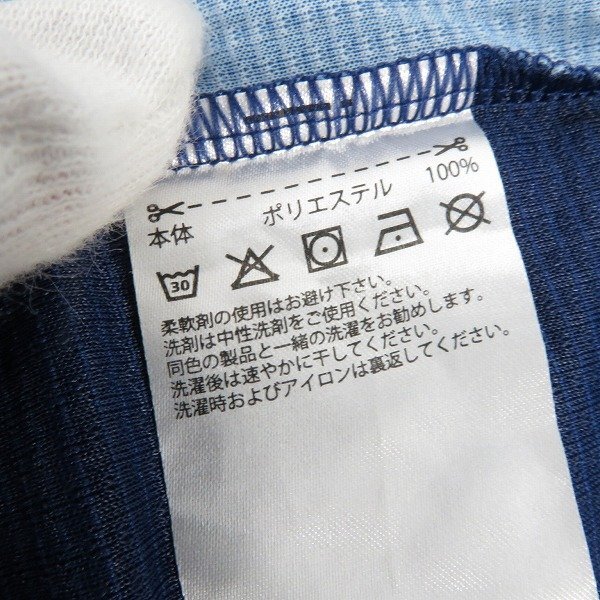 本体 ポリエステル 100%
30
柔軟剤の使用はお避け下さい。
洗剤は中性洗剤をご使用ください。
同色の製品と一緒の洗濯をお勧めします。
洗濯後は速やかに干してください。
洗濯時およびアイロンは裏返してください。